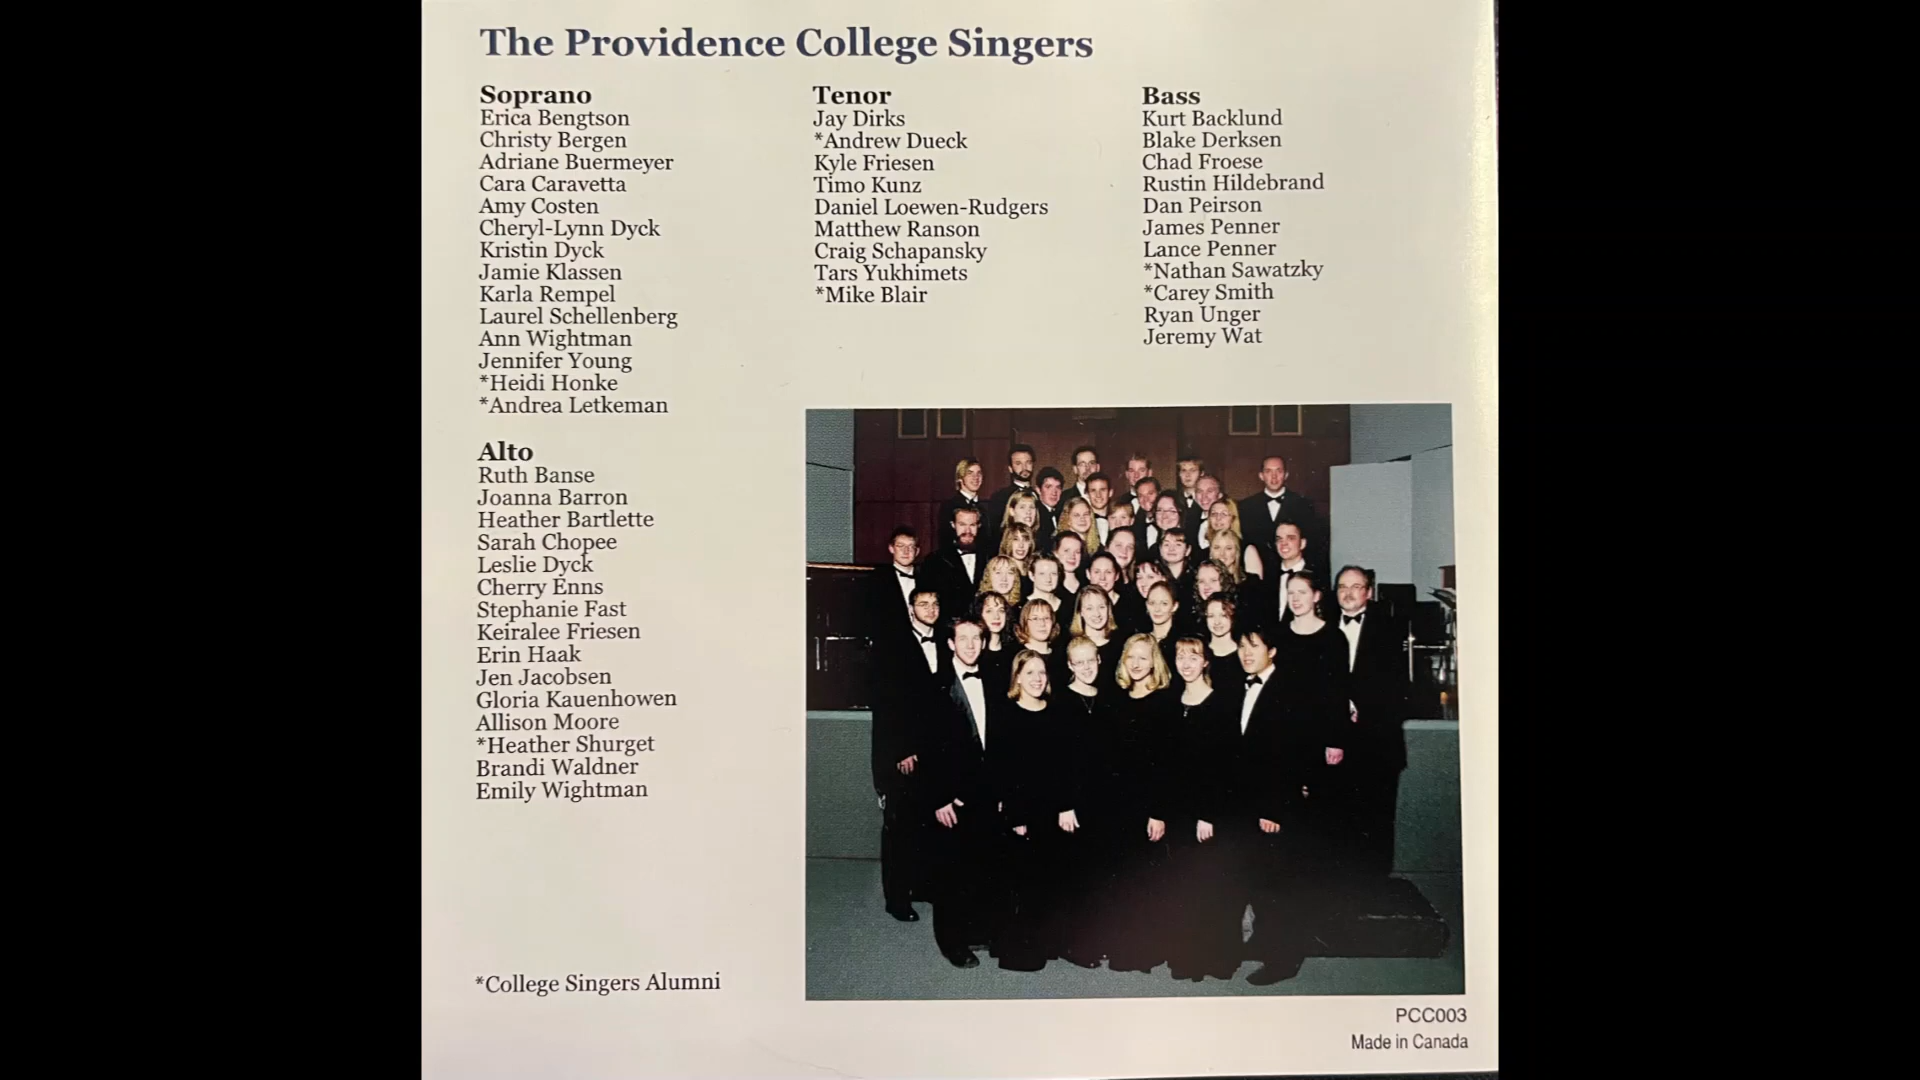 The Providence College Singers
Soprano
Erica Bengtson
Christy Bergen
Adriane Buermeyer
Cara Caravetta
Amy Costen
Cheryl-Lynn Dyck
Kristin Dyck
Jamie Klassen
Karla Rempel
Laurel Schellenberg
Ann Wightman
Jennifer Young
*Heidi Honke
*Andrea Letkeman
Alto
Ruth Banse
Joanna Barron
Heather Bartlette
Sarah Chopee
Leslie Dyck
Cherry Enns
Stephanie Fast
Keiralee Friesen
Erin Haak
Jen Jacobsen
Gloria Kauenhowen
Allison Moore
*Heather Shurget
Brandi Waldner
Emily Wightman
*College Singers Alumni
Tenor
Jay Dirks
*Andrew Dueck
Kyle Friesen
Timo Kunz
Daniel Loewen-Rudgers
Matthew Ranson
Craig Schapansky
Tars Yukhimets
*Mike Blair
Bass
Kurt Backlund
Blake Derksen
Chad Froese
Rustin Hildebrand
Dan Peirson
James Penner
Lance Penner
*Nathan Sawatzky
*Carey Smith
Ryan Unger
Jeremy Wat
PCC003
Made in Canada